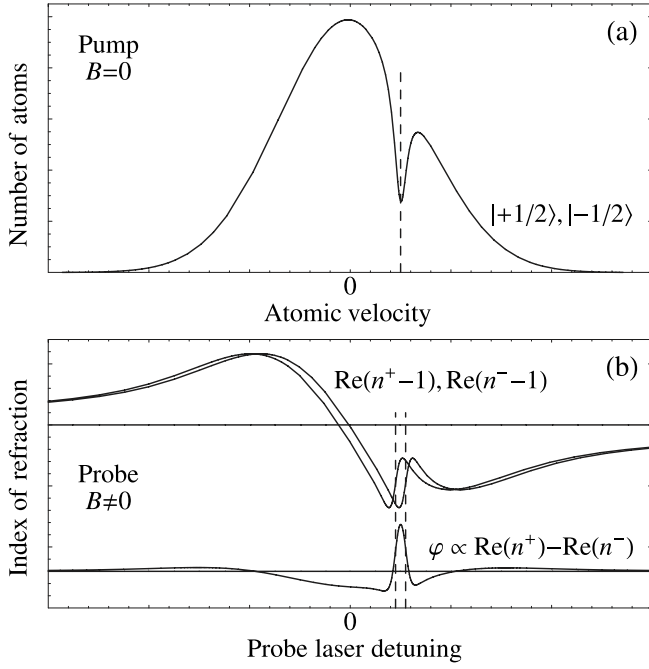 Pump
B=0
(a)
Number of atoms
|+1/2⟩, |−1/2⟩
0
Atomic velocity
Re(n⁺−1), Re(n⁻−1)
(b)
Index of refraction
Probe
B≠0
φ ∝ Re(n⁺)−Re(n⁻)
0
Probe laser detuning